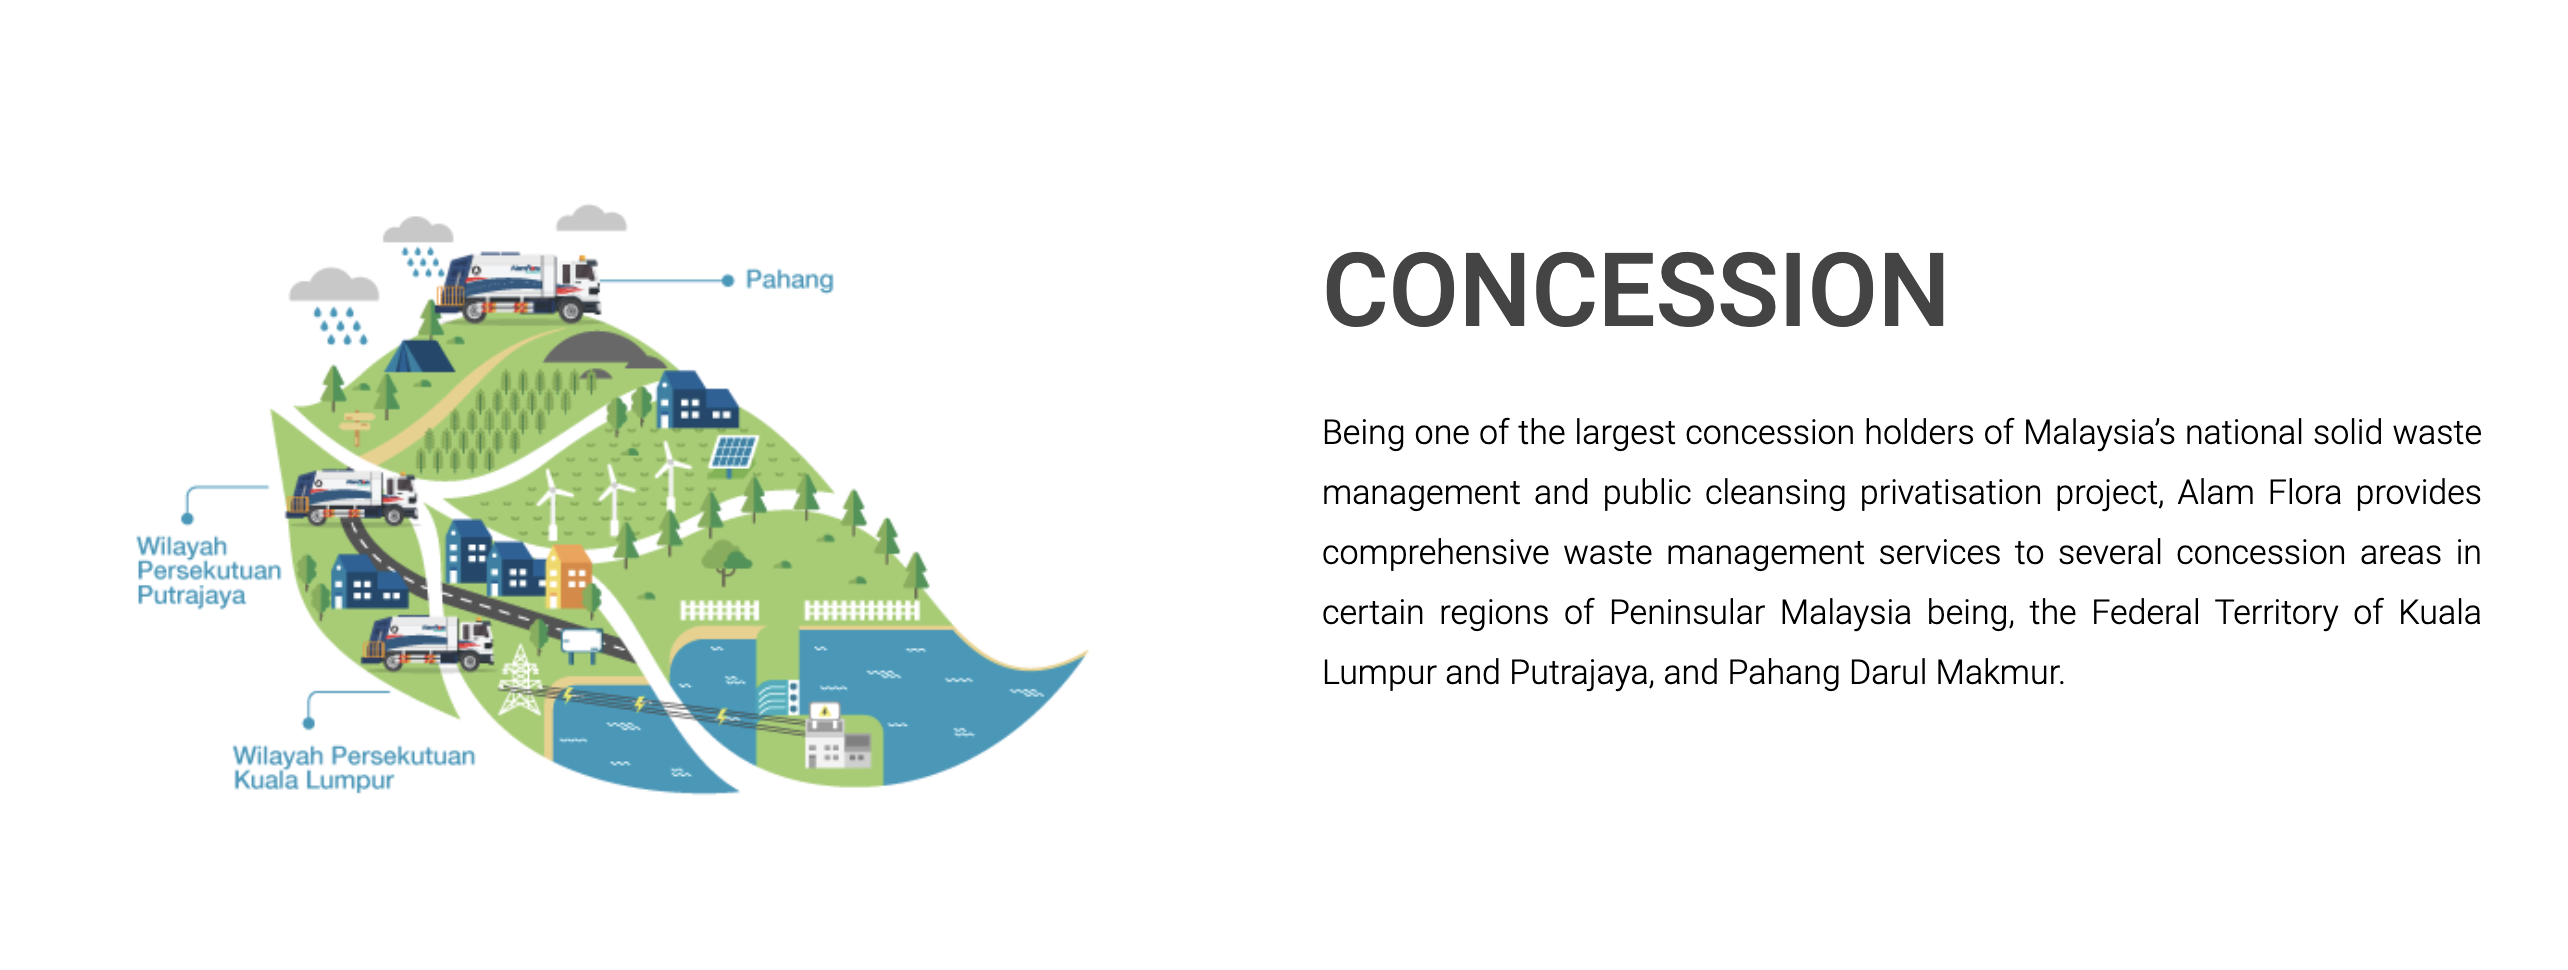 Pahang
Wilayah
Persekutuan
Putrajaya
Wilayah Persekutuan
Kuala Lumpur
CONCESSION
Being one of the largest concession holders of Malaysia’s national solid waste
management and public cleansing privatisation project, Alam Flora provides
comprehensive waste management services to several concession areas in
certain regions of Peninsular Malaysia being, the Federal Territory of Kuala
Lumpur and Putrajaya, and Pahang Darul Makmur.